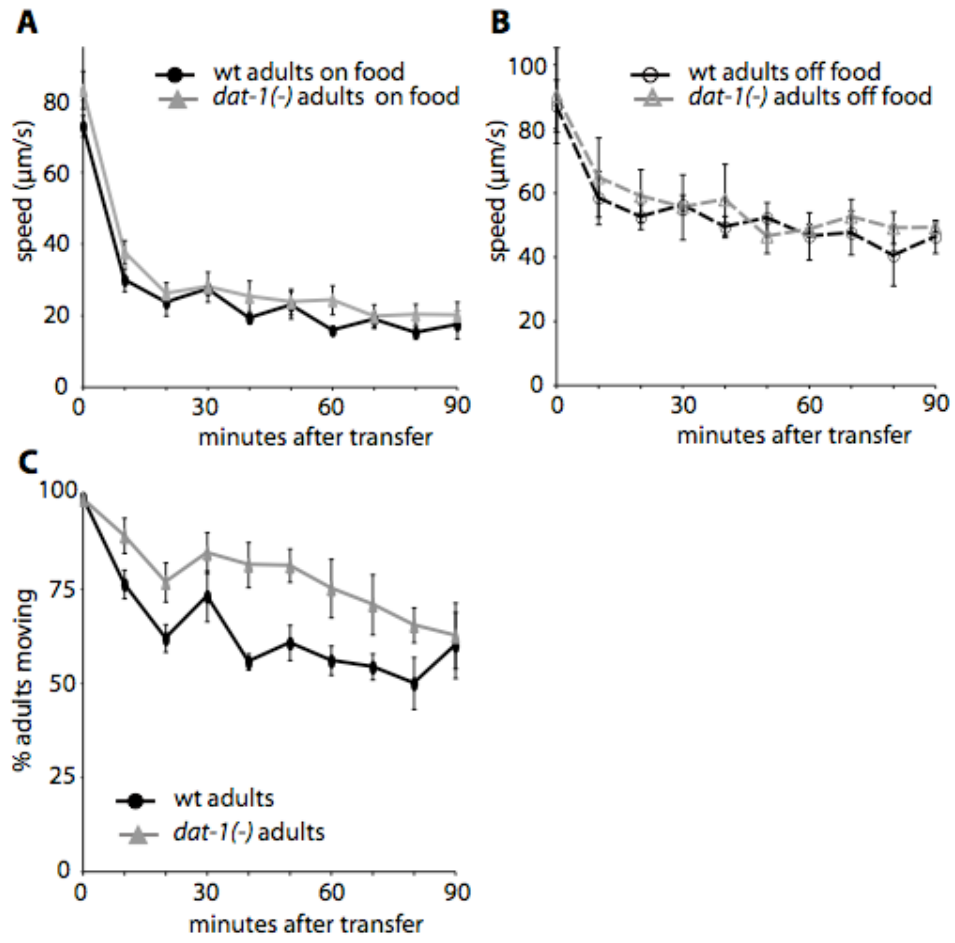 A
wt adults on food
dat-1(-) adults on food
speed (µm/s)
80
60
40
20
0
0 30 60 90
minutes after transfer
B
wt adults off food
dat-1(-) adults off food
speed (µm/s)
100
80
60
40
20
0
0 30 60 90
minutes after transfer
C
% adults moving
100
75
50
25
0
wt adults
dat-1(-) adults
0 30 60 90
minutes after transfer